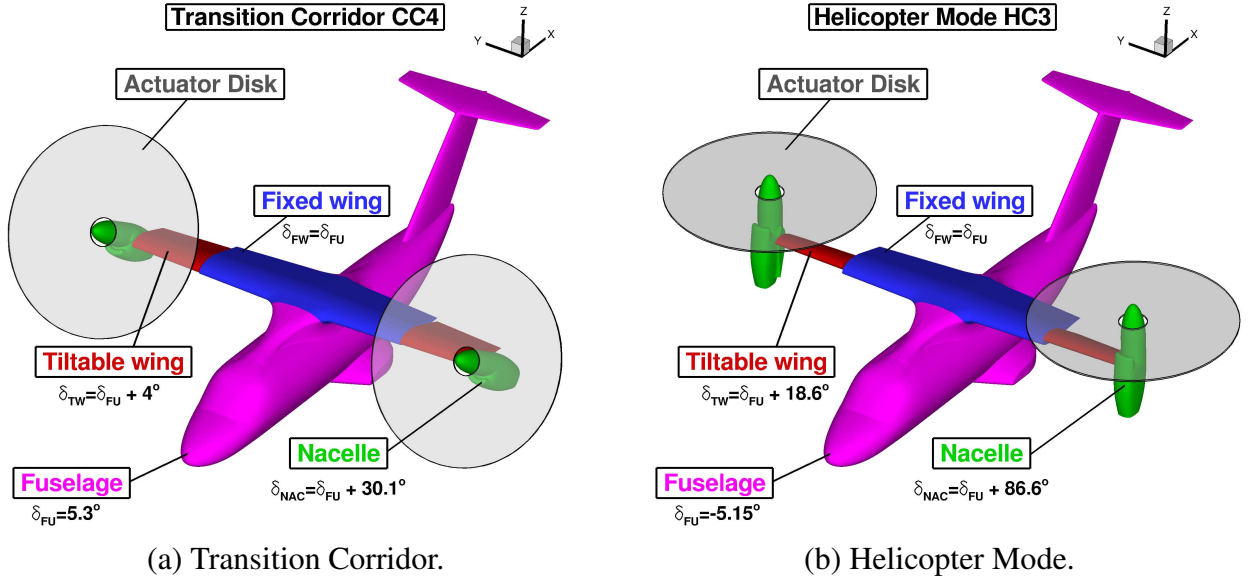 Transition Corridor CC4
Z
X
Y
Actuator Disk
Fixed wing
δFW=δFU
Tiltable wing
δTW=δFU + 4°
Nacelle
δNAC=δFU + 30.1°
Fuselage
δFU=5.3°
(a) Transition Corridor.
Helicopter Mode HC3
Z
X
Y
Actuator Disk
Fixed wing
δFW=δFU
Tiltable wing
δTW=δFU + 18.6°
Nacelle
δNAC=δFU + 86.6°
Fuselage
δFU=-5.15°
(b) Helicopter Mode.